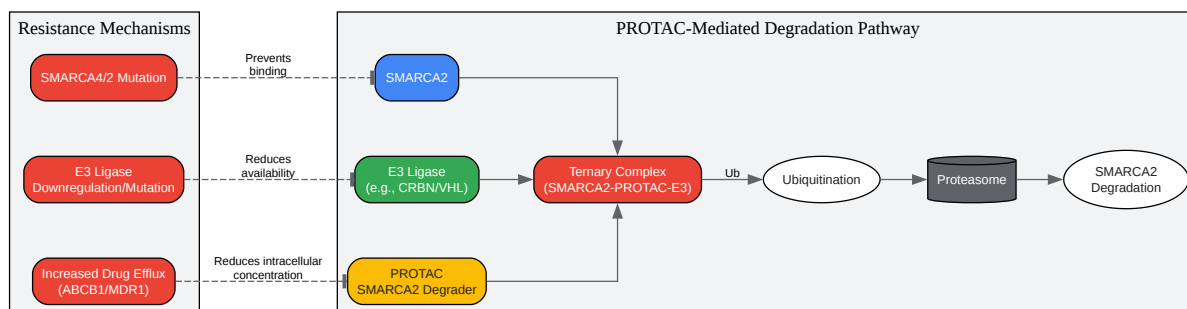 Resistance Mechanisms
PROTAC-Mediated Degradation Pathway
SMARCA4/2 Mutation
Prevents
binding
SMARCA2
E3 Ligase
Downregulation/Mutation
Reduces
availability
E3 Ligase
(e.g., CRBN/VHL)
Ternary Complex
(SMARCA2-PROTAC-E3)
Ub
Ubiquitination
Proteasome
SMARCA2
Degradation
Increased Drug Efflux
(ABCB1/MDR1)
Reduces intracellular
concentration
PROTAC
SMARCA2 Degrader